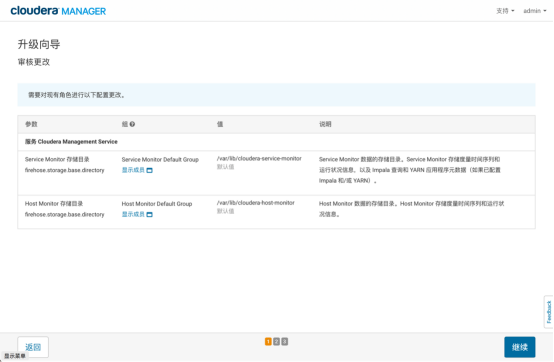 cloudera MANAGER
支持 admin
升级向导
审核更改
需要对现有角色进行以下配置更改。
参数 组 值 说明
服务 Cloudera Management Service
Service Monitor 存储目录
firehose.storage.base.directory
Service Monitor Default Group
显示成员
/var/lib/cloudera-service-monitor
默认值
Service Monitor 数据的存储目录。Service Monitor 存储度量时间序列和
运行状况信息，以及 Impala 查询和 YARN 应用程序元数据（如果已配置
Impala 和/或 YARN）。
Host Monitor 存储目录
firehose.storage.base.directory
Host Monitor Default Group
显示成员
/var/lib/cloudera-host-monitor
默认值
Host Monitor 数据的存储目录。Host Monitor 存储度量时间序列和运行状
况信息。
Feedback
返回
1 2 3
继续
显示菜单